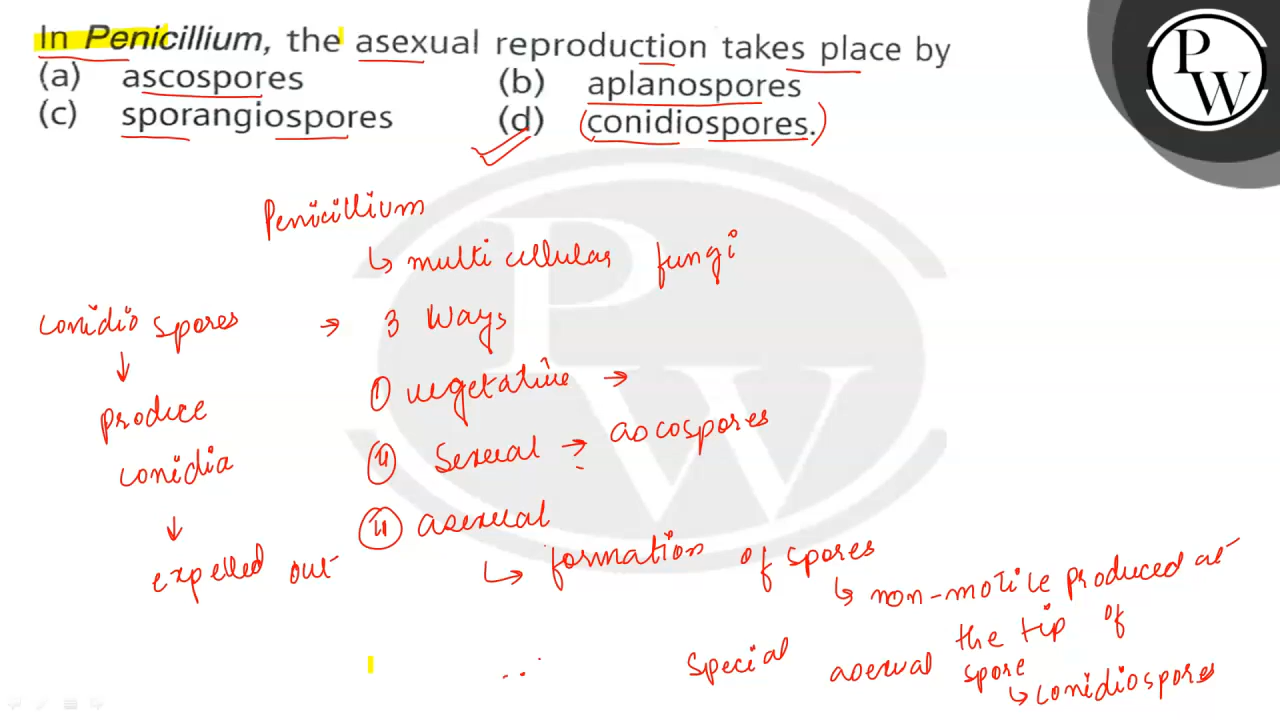 In Penicillium, the asexual reproduction takes place by
(a) ascospores (b) aplanospores
(c) sporangiospores (d) conidiospores.
P
W
Penicillium
↳ multi cellular fungi
→ 3 ways
① vegetative →
② sexual → ascospores
asexual
↳ formation of spores
↳ non-motile produced at
the tip of
special asexual spore
↳ conidiospores
conidio spores
↓
produce
conidia
↓
expelled out